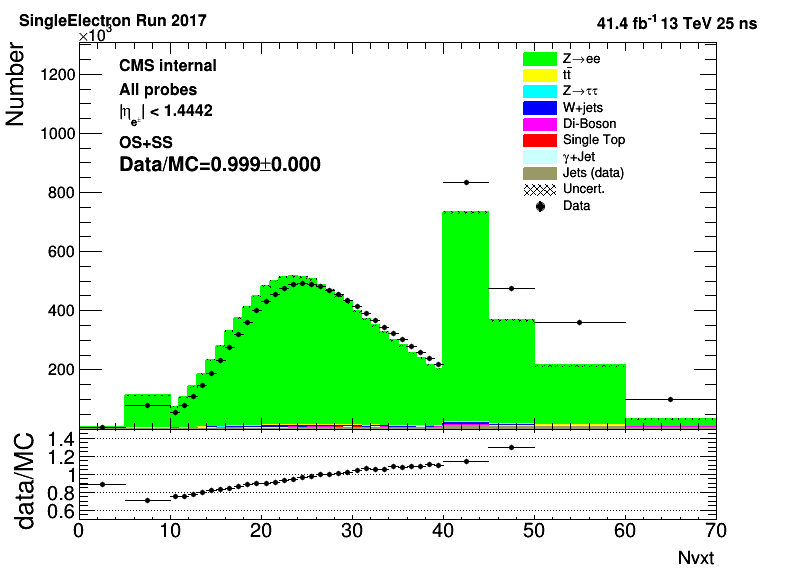 SingleElectron Run 2017
41.4 fb⁻¹ 13 TeV 25 ns
×10³
Number
CMS internal
All probes
|η_e±| < 1.4442
OS+SS
Data/MC=0.999±0.000
Z→ee
tt̄
Z→ττ
W+jets
Di-Boson
Single Top
γ+Jet
Jets (data)
Uncert.
Data
1200
1000
800
600
400
200
data/MC
1.4
1.2
1
0.8
0.6
0 10 20 30 40 50 60 70
Nvxt